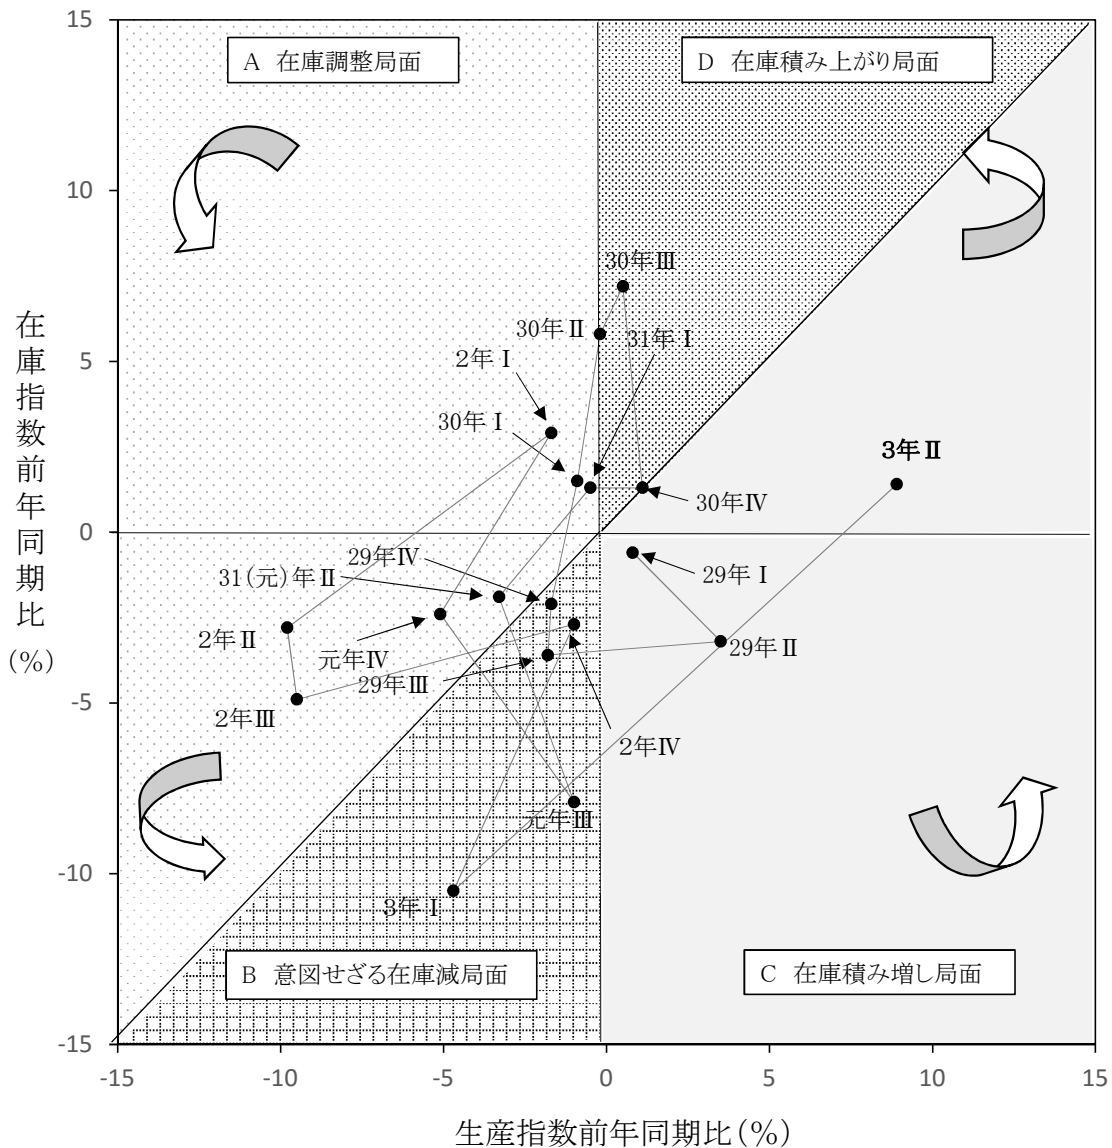 15
A 在庫調整局面
D 在庫積み上がり局面
10
30年Ⅲ
30年Ⅱ
31年Ⅰ
5
2年Ⅰ
30年Ⅰ
3年Ⅱ
30年Ⅳ
0
29年Ⅳ
31(元)年Ⅱ
29年Ⅰ
2年Ⅱ
元年Ⅳ
29年Ⅲ
29年Ⅱ
2年Ⅲ
2年Ⅳ
-5
元年Ⅲ
-10
3年Ⅰ
B 意図せざる在庫減局面
C 在庫積み増し局面
-15
-15
-10
-5
0
5
10
15
在庫指数前年同期比(%)
生産指数前年同期比(%)